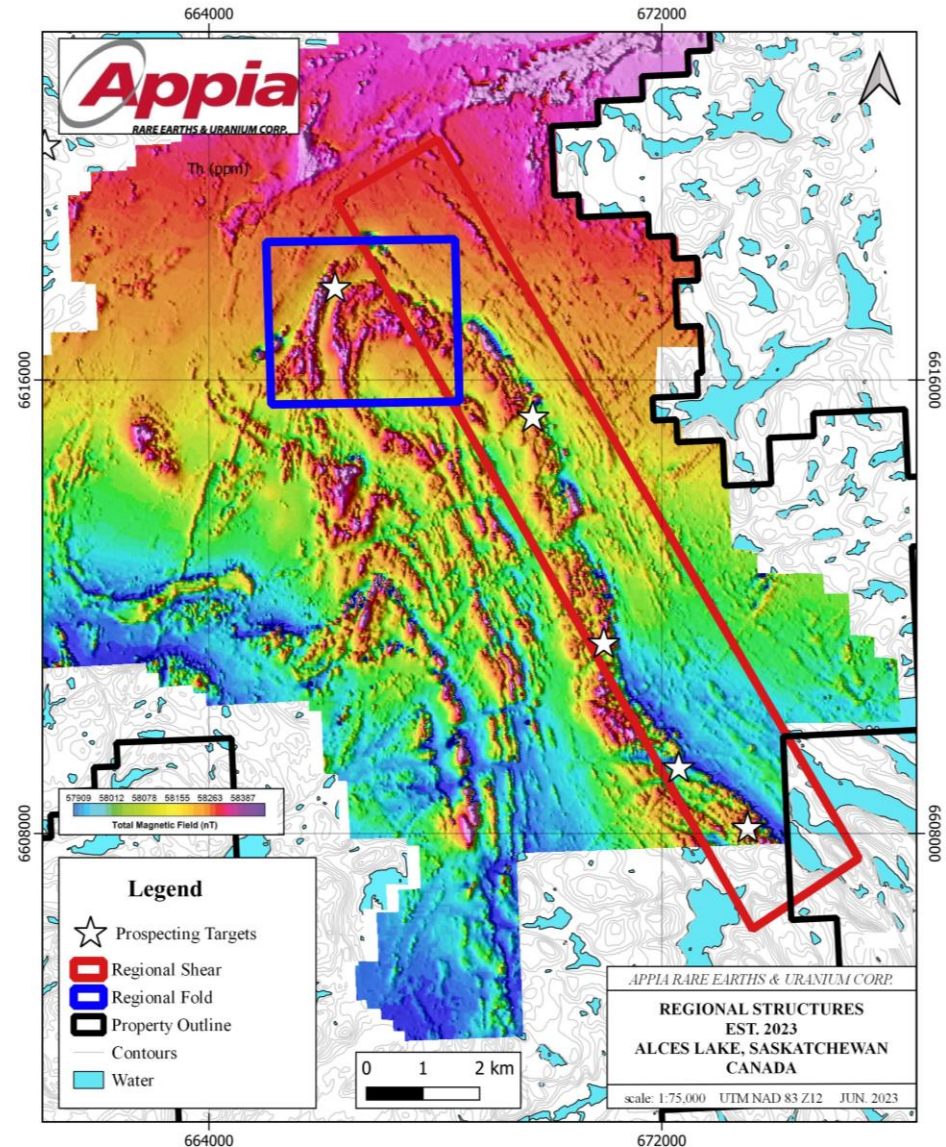 664000
672000
Appia
RARE EARTHS & URANIUM CORP.
Th (ppm)
6616000
6616000
57909 58012 58078 58155 58263 58387
Total Magnetic Field (nT)
6608000
6608000
Legend
Prospecting Targets
Regional Shear
Regional Fold
Property Outline
Contours
Water
0 1 2 km
APPIA RARE EARTHS & URANIUM CORP.
REGIONAL STRUCTURES
EST. 2023
ALCES LAKE, SASKATCHEWAN
CANADA
scale: 1:75,000 UTM NAD 83 Z12 JUN. 2023
664000
672000